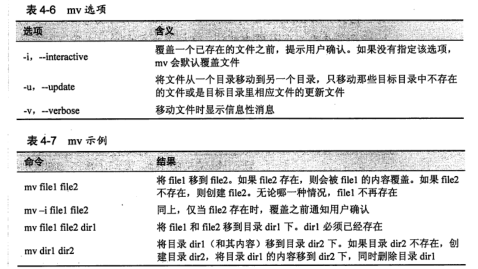 表 4-6 mv 选项
选项 含义
-i, --interactive 覆盖一个已存在的文件之前，提示用户确认。如果没有指定该选项，
mv 会默认覆盖文件
-u, --update 将文件从一个目录移动到另一个目录，只移动那些目标目录中不存在
的文件或是目标目录里相应文件的更新文件
-v, --verbose 移动文件时显示信息性消息
表 4-7 mv 示例
命令 结果
mv file1 file2 将 file1 移到 file2。如果 file2 存在，则会被 file1 的内容覆盖。如果 file2
不存在，则创建 file2。无论哪一种情况，file1 不再存在
mv –i file1 file2 同上，仅当 file2 存在时，覆盖之前通知用户确认
mv file1 file2 dir1 将 file1 和 file2 移到目录 dir1 下。dir1 必须已经存在
mv dir1 dir2 将目录 dir1（和其内容）移到目录 dir2 下。如果目录 dir2 不存在，创
建目录 dir2，将目录 dir1 的内容移到 dir2 下，同时删除目录 dir1